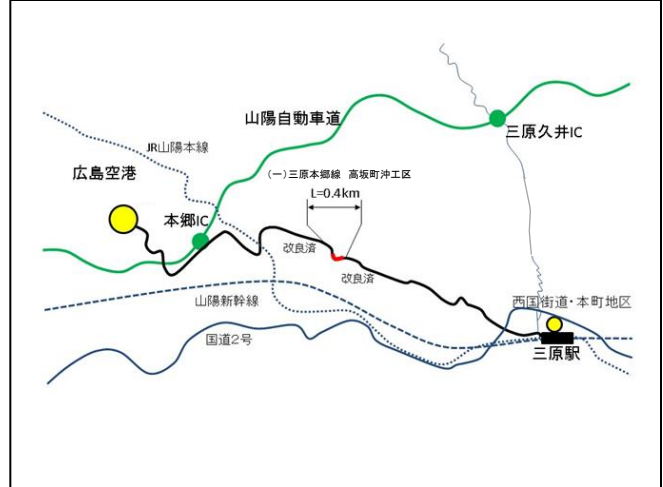 山陽自動車道
三原久井IC
JR山陽本線
広島空港
(一)三原本郷線 高坂町沖工区
L=0.4km
本郷IC
改良済
改良済
山陽新幹線
西国街道・本町地区
国道2号
三原駅